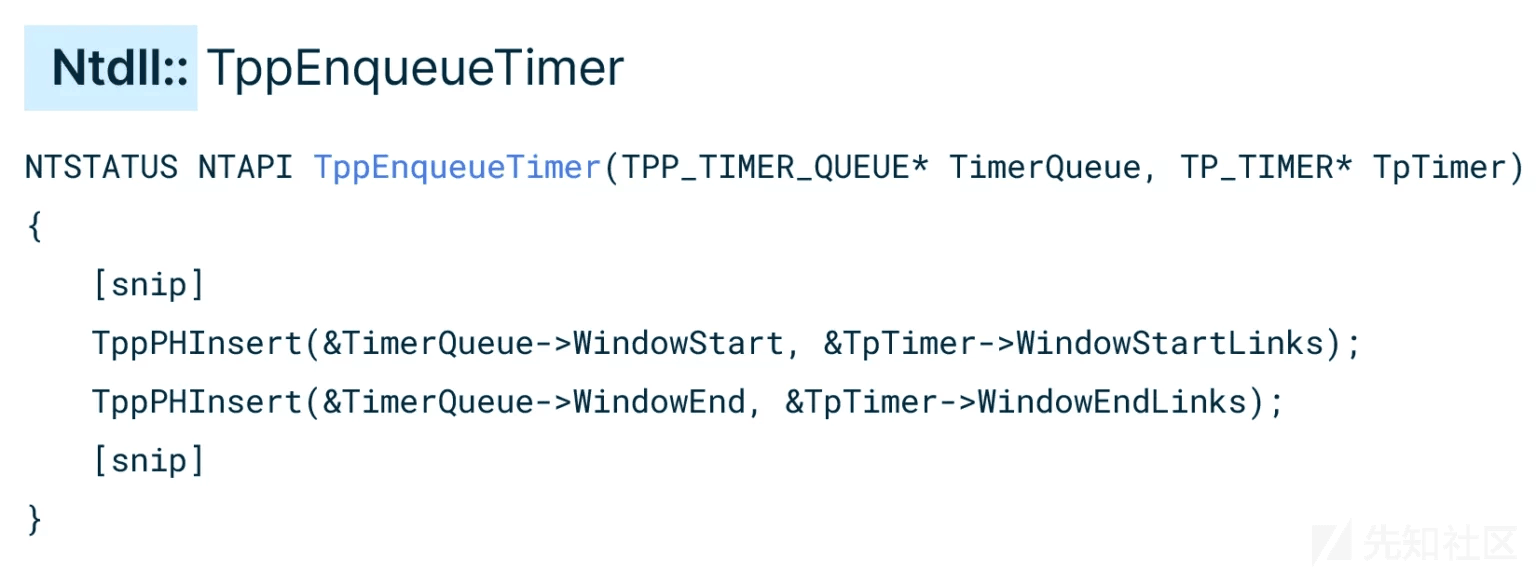 Ntdll:: TppEnqueueTimer
NTSTATUS NTAPI TppEnqueueTimer(TPP_TIMER_QUEUE* TimerQueue, TP_TIMER* TpTimer)
{
[snip]
TppPHInsert(&TimerQueue->WindowStart, &TpTimer->WindowStartLinks);
TppPHInsert(&TimerQueue->WindowEnd, &TpTimer->WindowEndLinks);
[snip]
}
先知社区